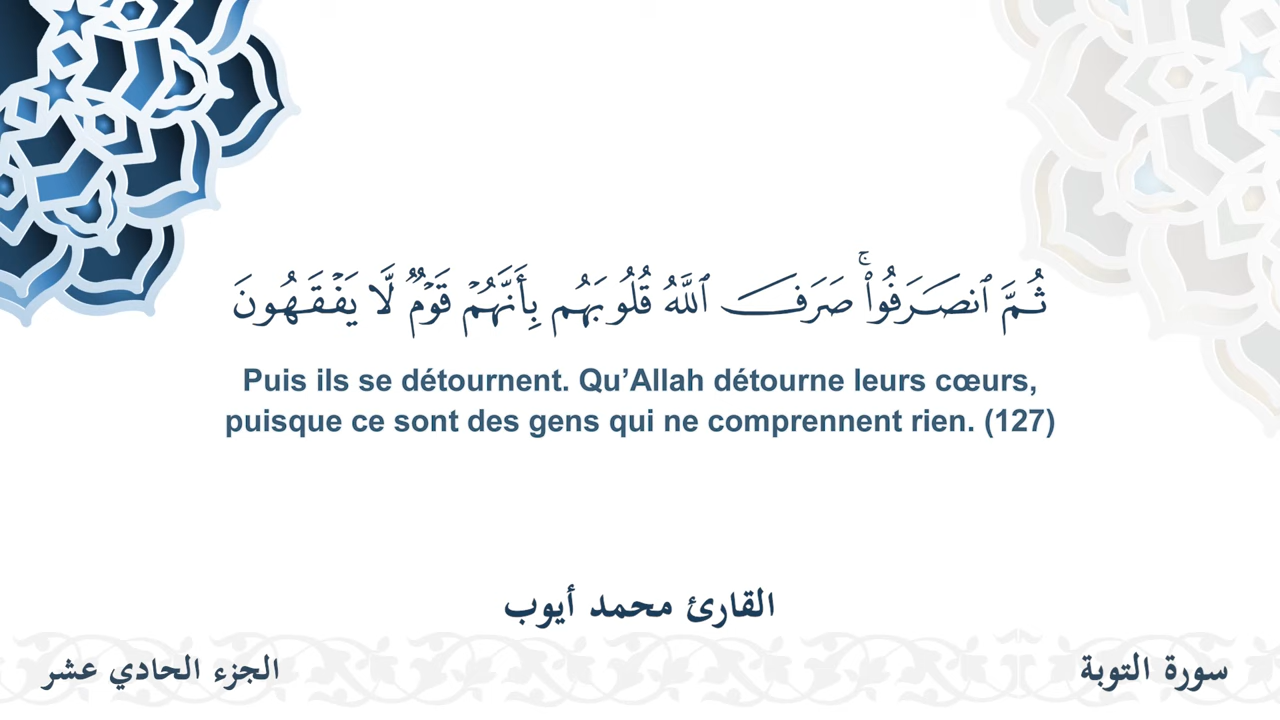 ثُمَّ ٱنصَرَفُوا۟ ۚ صَرَفَ ٱللَّهُ قُلُوبَهُم بِأَنَّهُمْ قَوْمٌ لَّا يَفْقَهُونَ
Puis ils se détournent. Qu’Allah détourne leurs cœurs,
puisque ce sont des gens qui ne comprennent rien. (127)
القارئ محمد أيوب
سورة التوبة
الجزء الحادي عشر